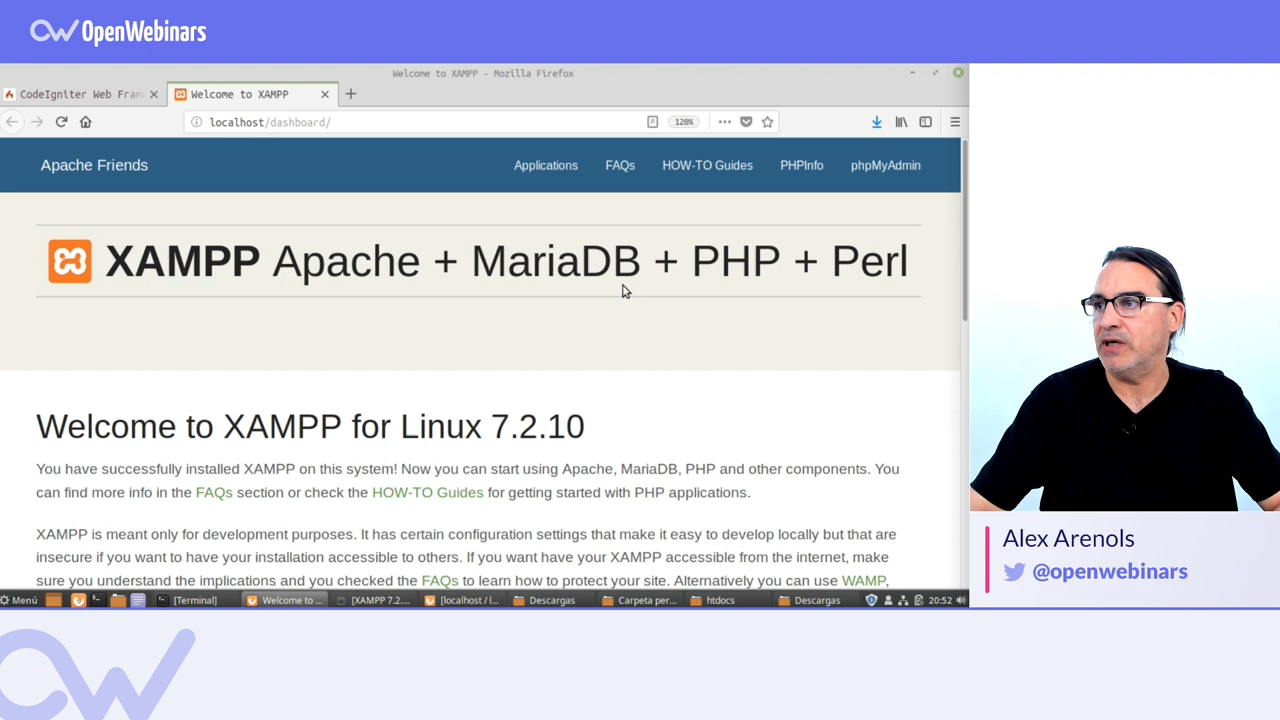 OpenWebinars
Welcome to XAMPP - Mozilla Firefox
CodeIgniter Web Fram
Welcome to XAMPP
localhost/dashboard/
120%
Apache Friends
Applications
FAQs
HOW-TO Guides
PHPInfo
phpMyAdmin
XAMPP Apache + MariaDB + PHP + Perl
Welcome to XAMPP for Linux 7.2.10
You have successfully installed XAMPP on this system! Now you can start using Apache, MariaDB, PHP and other components. You
can find more info in the FAQs section or check the HOW-TO Guides for getting started with PHP applications.
XAMPP is meant only for development purposes. It has certain configuration settings that make it easy to develop locally but that are
insecure if you want to have your installation accessible to others. If you want have your XAMPP accessible from the internet, make
sure you understand the implications and you checked the FAQs to learn how to protect your site. Alternatively you can use WAMP,
Menú
[Terminal]
Welcome to ...
[XAMPP 7.2....
[localhost / l...
Descargas
Carpeta per...
htdocs
Descargas
20:52
Alex Arenols
@openwebinars